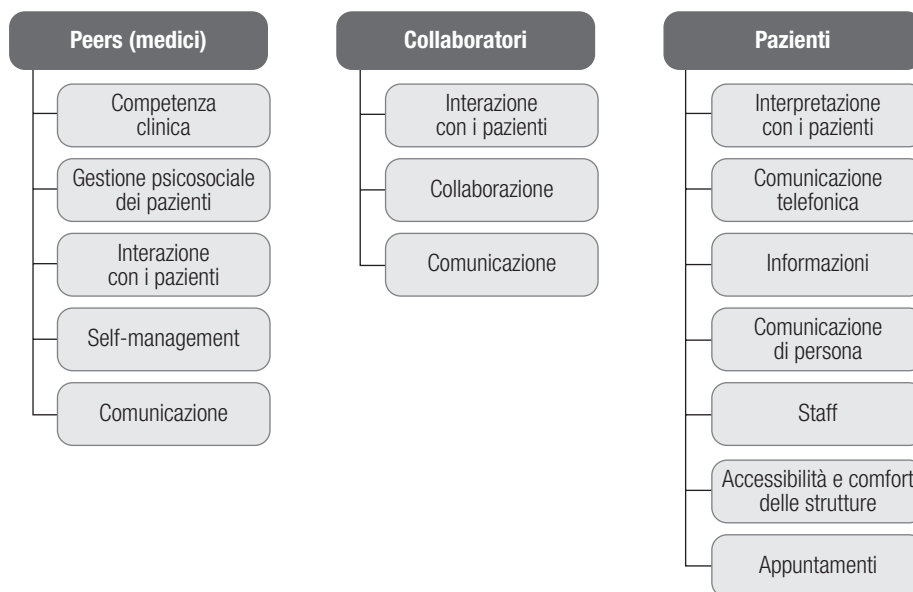 Peers (medici)
Competenza
clinica
Gestione psicosociale
dei pazienti
Interazione
con i pazienti
Self-management
Comunicazione
Collaboratori
Interazione
con i pazienti
Collaborazione
Comunicazione
Pazienti
Interpretazione
con i pazienti
Comunicazione
telefonica
Informazioni
Comunicazione
di persona
Staff
Accessibilità e comfort
delle strutture
Appuntamenti